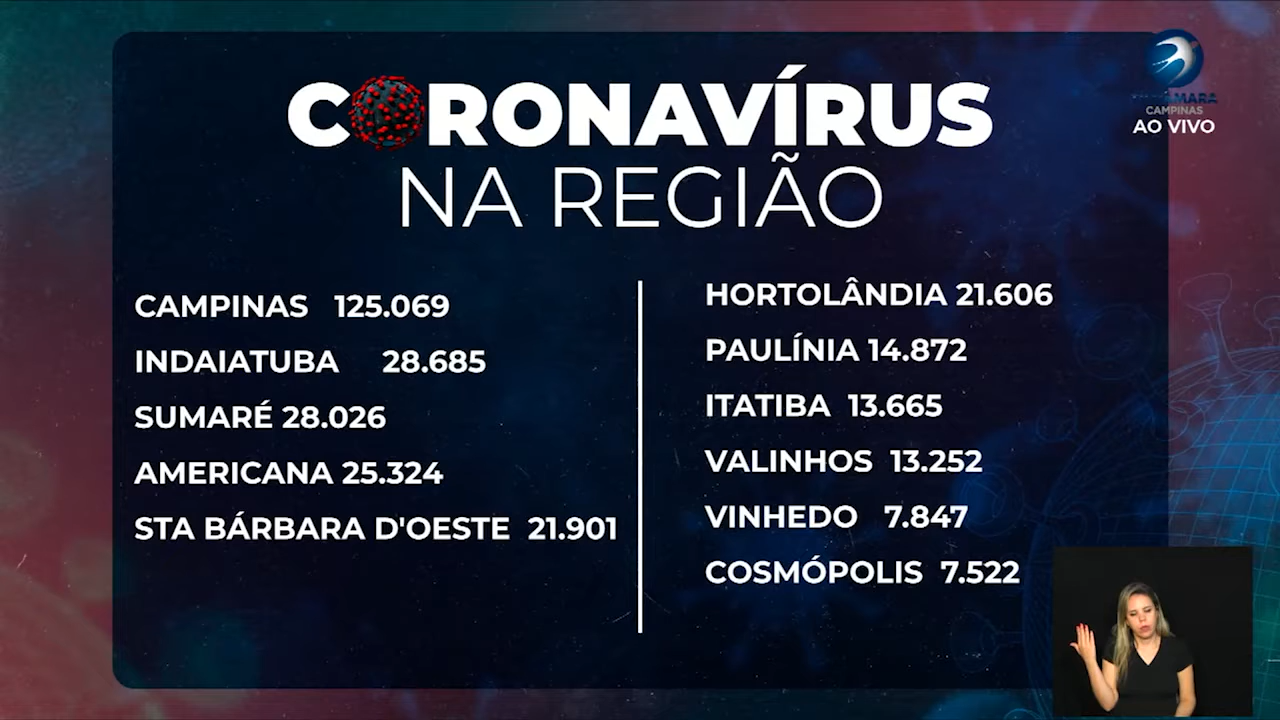 CORONAVÍRUS
NA REGIÃO
CAMPINAS 125.069
INDAIATUBA 28.685
SUMARÉ 28.026
AMERICANA 25.324
STA BÁRBARA D'OESTE 21.901
HORTOLÂNDIA 21.606
PAULÍNIA 14.872
ITATIBA 13.665
VALINHOS 13.252
VINHEDO 7.847
COSMÓPOLIS 7.522
CAMPINAS
AO VIVO